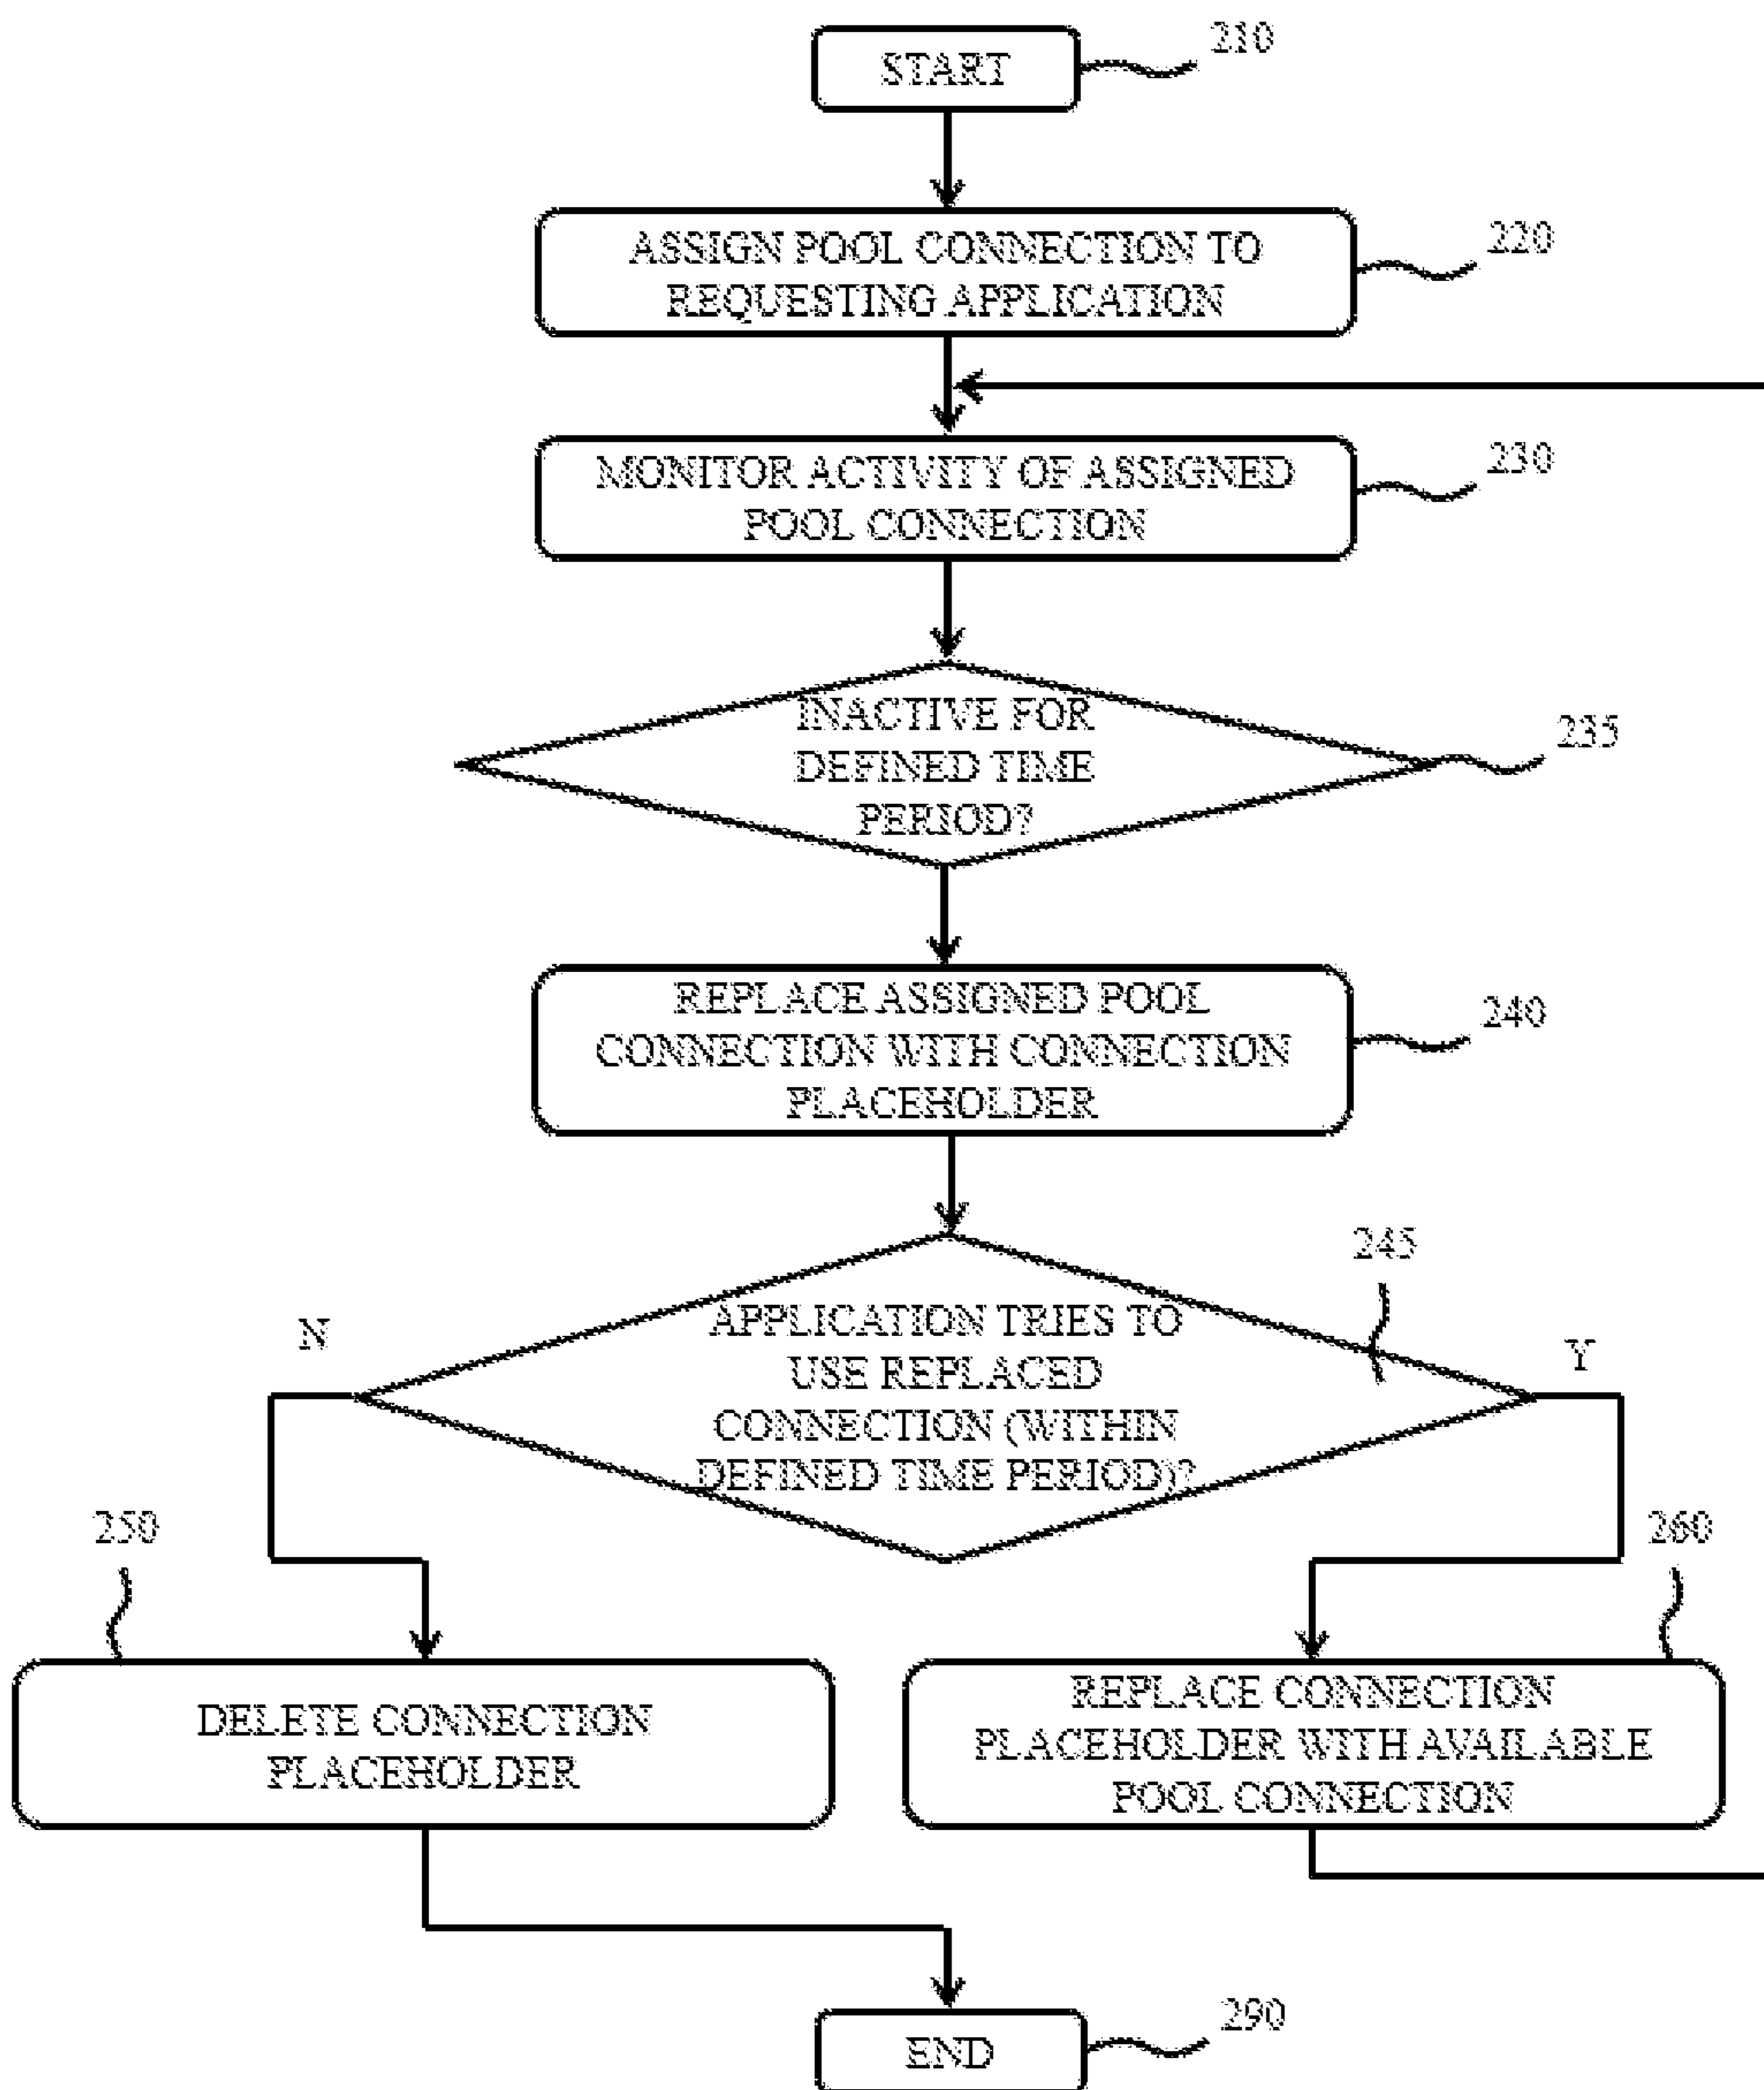 START
210
ASSIGN POOL CONNECTION TO
REQUESTING APPLICATION
220
MONITOR ACTIVITY OF ASSIGNED
POOL CONNECTION
230
INACTIVE FOR
DEFINED TIME
PERIOD?
235
REPLACE ASSIGNED POOL
CONNECTION WITH CONNECTION
PLACEHOLDER
240
245
N
APPLICATION TRIES TO
USE REPLACED
CONNECTION (WITHIN
DEFINED TIME PERIOD)?
Y
250
DELETE CONNECTION
PLACEHOLDER
260
REPLACE CONNECTION
PLACEHOLDER WITH AVAILABLE
POOL CONNECTION
END
290